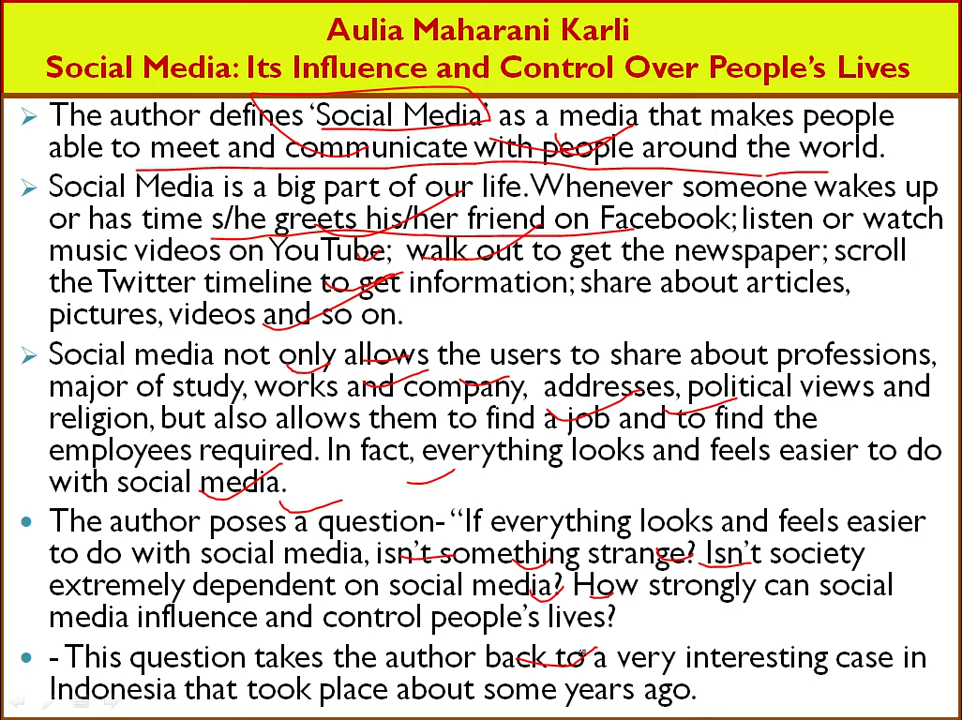 Aulia Maharani Karli
Social Media: Its Influence and Control Over People's Lives
The author defines 'Social Media' as a media that makes people
able to meet and communicate with people around the world.
Social Media is a big part of our life. Whenever someone wakes up
or has time s/he greets his/her friend on Facebook; listen or watch
music videos on YouTube; walk out to get the newspaper; scroll
the Twitter timeline to get information; share about articles,
pictures, videos and so on.
Social media not only allows the users to share about professions,
major of study, works and company, addresses, political views and
religion, but also allows them to find a job and to find the
employees required. In fact, everything looks and feels easier to do
with social media.
The author poses a question- “If everything looks and feels easier
to do with social media, isn't something strange? Isn't society
extremely dependent on social media? How strongly can social
media influence and control people's lives?
- This question takes the author back to a very interesting case in
Indonesia that took place about some years ago.